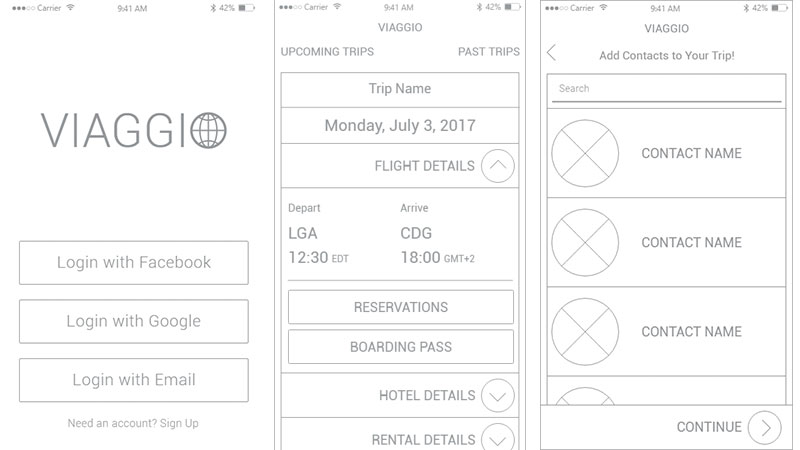 Carrier 9:41 AM 42%
VIAGGIO
Login with Facebook
Login with Google
Login with Email
Need an account? Sign Up
Carrier 9:41 AM 42%
VIAGGIO
UPCOMING TRIPS PAST TRIPS
Trip Name
Monday, July 3, 2017
FLIGHT DETAILS
Depart Arrive
LGA CDG
12:30 EDT 18:00 GMT+2
RESERVATIONS
BOARDING PASS
HOTEL DETAILS
RENTAL DETAILS
Carrier 9:41 AM 42%
VIAGGIO
Add Contacts to Your Trip!
Search
CONTACT NAME
CONTACT NAME
CONTACT NAME
CONTINUE